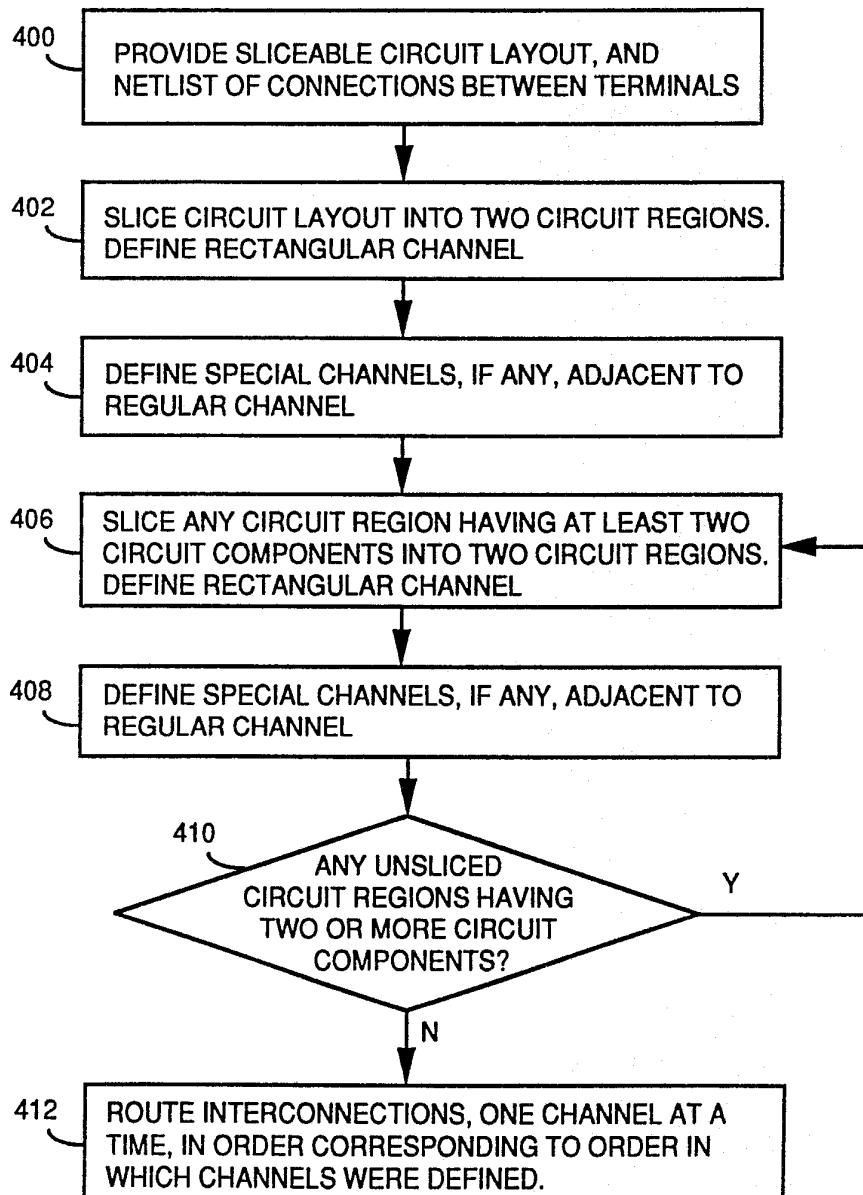 400
PROVIDE SLICEABLE CIRCUIT LAYOUT, AND
NETLIST OF CONNECTIONS BETWEEN TERMINALS
402
SLICE CIRCUIT LAYOUT INTO TWO CIRCUIT REGIONS.
DEFINE RECTANGULAR CHANNEL
404
DEFINE SPECIAL CHANNELS, IF ANY, ADJACENT TO
REGULAR CHANNEL
406
SLICE ANY CIRCUIT REGION HAVING AT LEAST TWO
CIRCUIT COMPONENTS INTO TWO CIRCUIT REGIONS.
DEFINE RECTANGULAR CHANNEL
408
DEFINE SPECIAL CHANNELS, IF ANY, ADJACENT TO
REGULAR CHANNEL
410
ANY UNSLICED
CIRCUIT REGIONS HAVING
TWO OR MORE CIRCUIT
COMPONENTS?
Y
N
412
ROUTE INTERCONNECTIONS, ONE CHANNEL AT A
TIME, IN ORDER CORRESPONDING TO ORDER IN
WHICH CHANNELS WERE DEFINED.